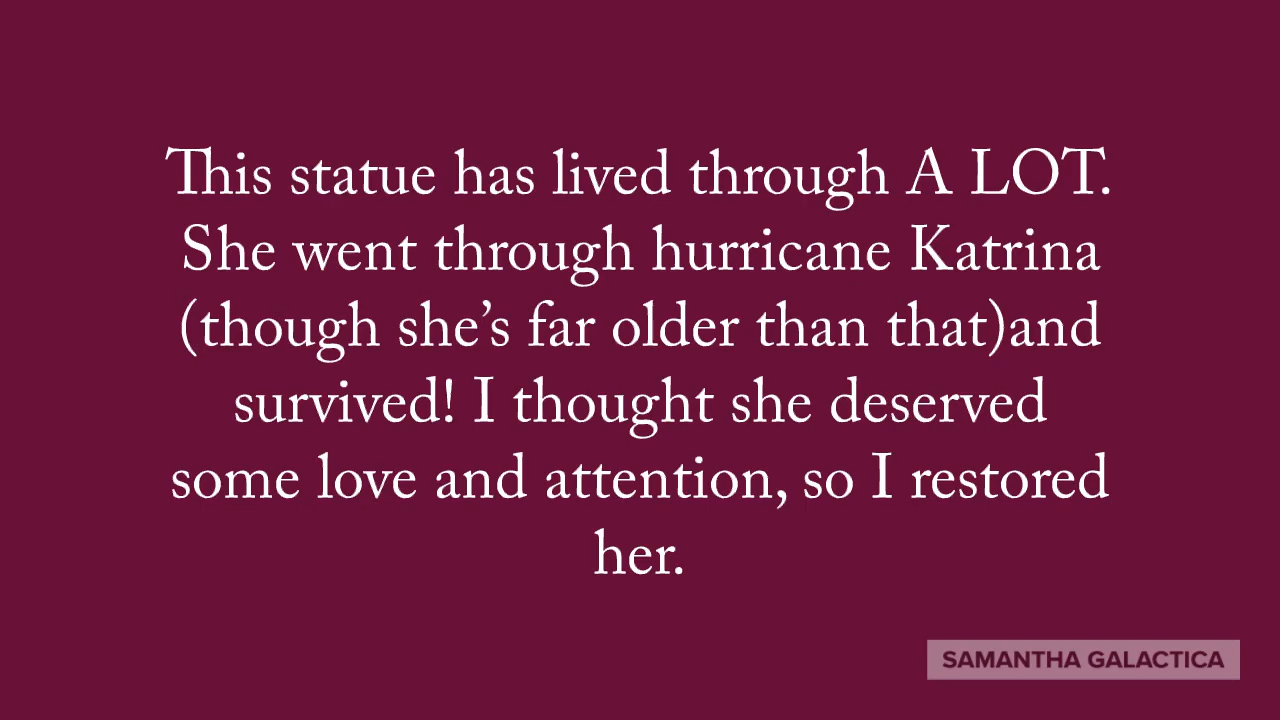 This statue has lived through A LOT.
She went through hurricane Katrina
(though she’s far older than that)and
survived! I thought she deserved
some love and attention, so I restored
her.
SAMANTHA GALACTICA